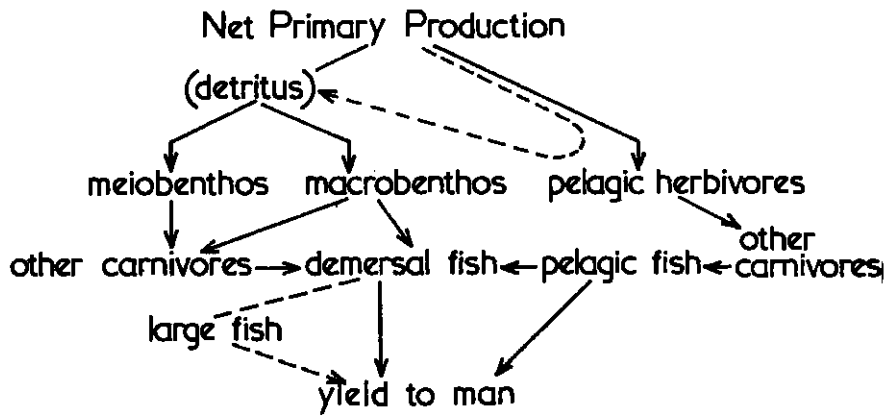 Net Primary Production
(detritus)
meiobenthos macrobenthos pelagic herbivores
other carnivores demersal fish pelagic fish other carnivores
large fish
yield to man